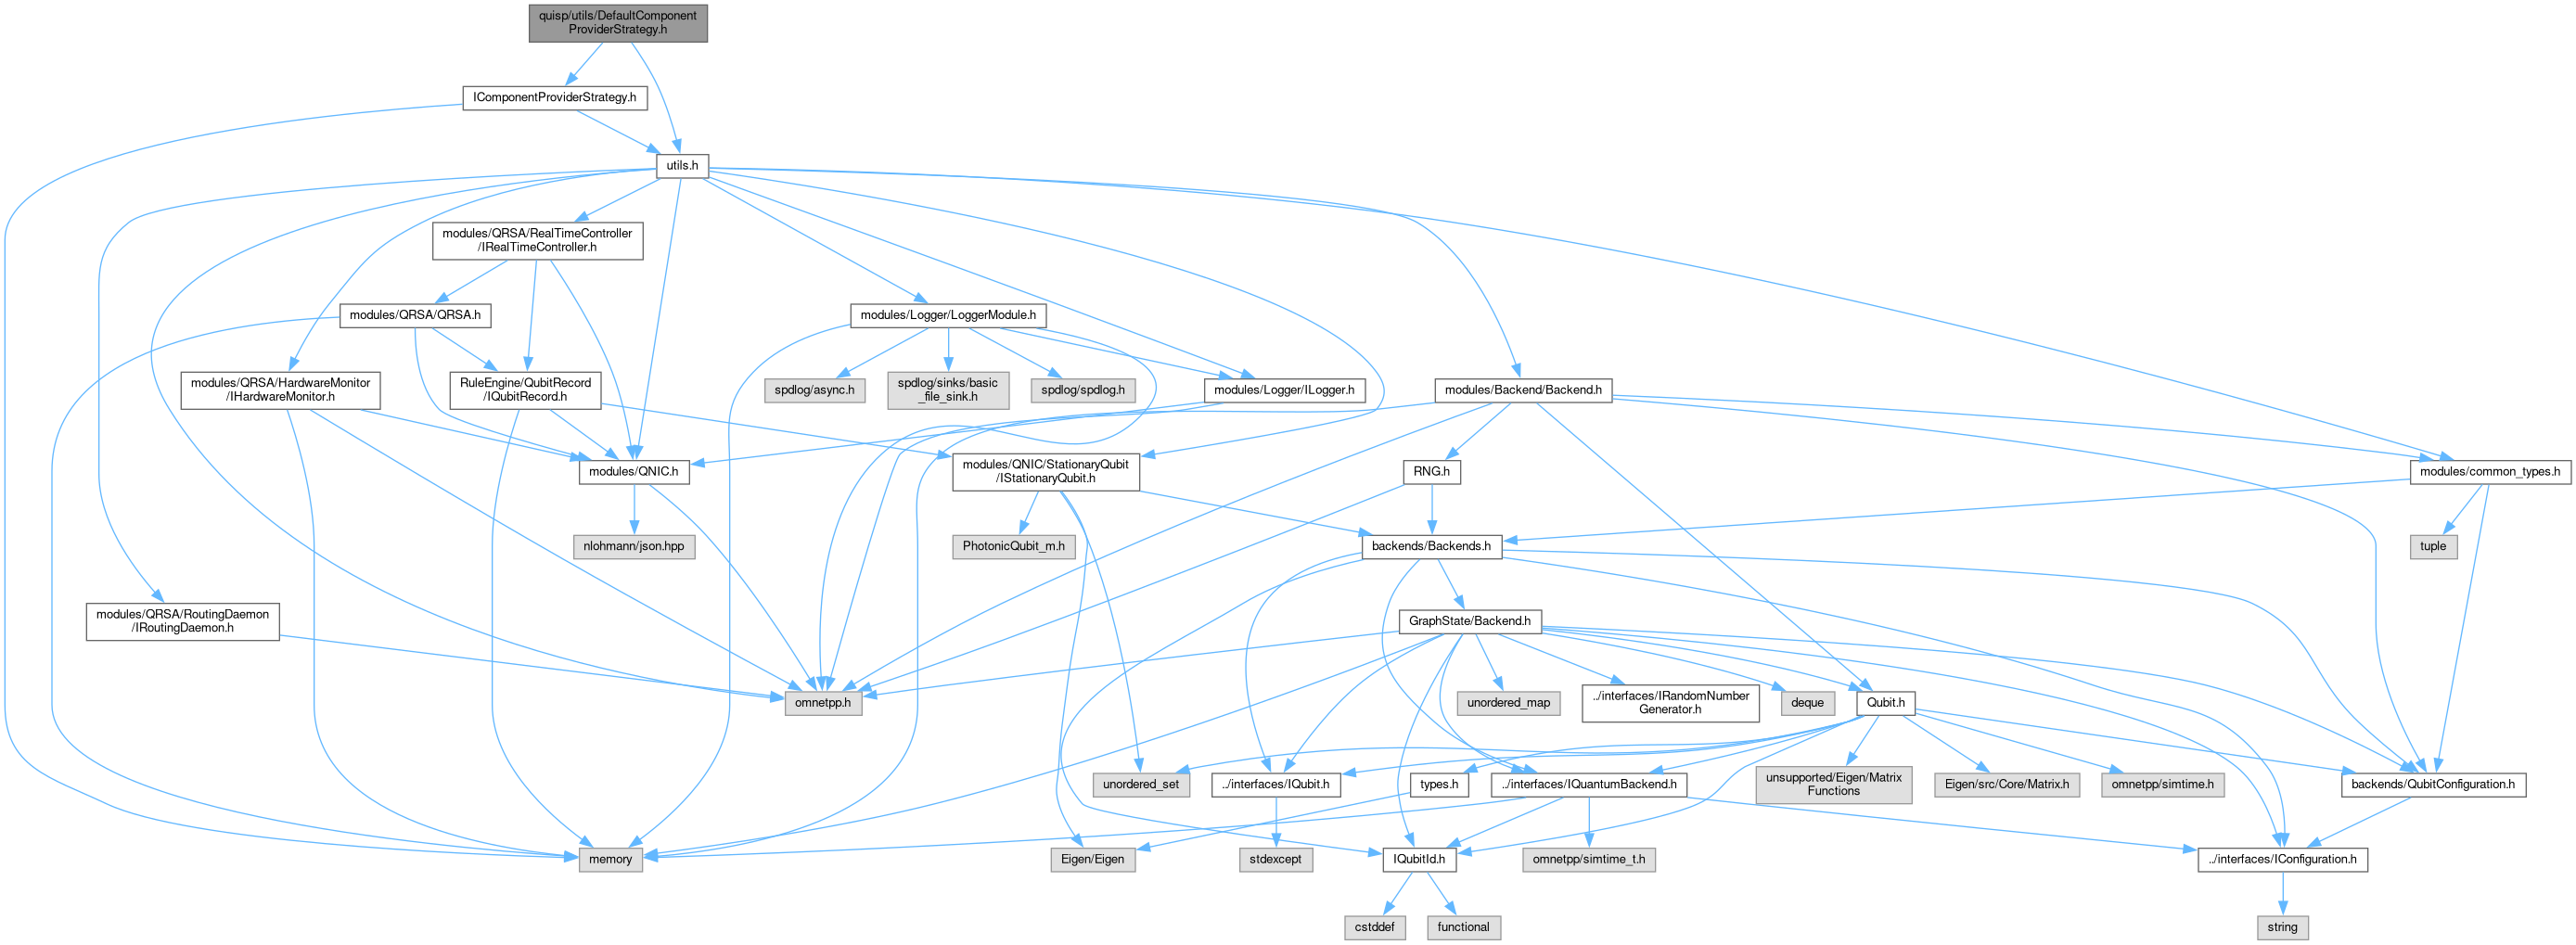 quisp/utils/DefaultComponent
ProviderStrategy.h
IComponentProviderStrategy.h
utils.h
modules/QRSA/RealTimeController
/IRealTimeController.h
modules/QRSA/QRSA.h
modules/Logger/LoggerModule.h
modules/QRSA/HardwareMonitor
/IHardwareMonitor.h
RuleEngine/QubitRecord
/IQubitRecord.h
spdlog/async.h
spdlog/sinks/basic
_file_sink.h
spdlog/spdlog.h
modules/Logger/ILogger.h
modules/Backend/Backend.h
modules/QNIC.h
modules/QNIC/StationaryQubit
/IStationaryQubit.h
RNG.h
modules/common_types.h
nlohmann/json.hpp
PhotonicQubit_m.h
backends/Backends.h
tuple
modules/QRSA/RoutingDaemon
/IRoutingDaemon.h
GraphState/Backend.h
omnetpp.h
unordered_map
../interfaces/IRandomNumber
Generator.h
deque
Qubit.h
unordered_set
../interfaces/IQubit.h
types.h
../interfaces/IQuantumBackend.h
unsupported/Eigen/Matrix
Functions
Eigen/src/Core/Matrix.h
omnetpp/simtime.h
backends/QubitConfiguration.h
memory
Eigen/Eigen
stdexcept
IQubitId.h
omnetpp/simtime_t.h
../interfaces/IConfiguration.h
cstddef
functional
string